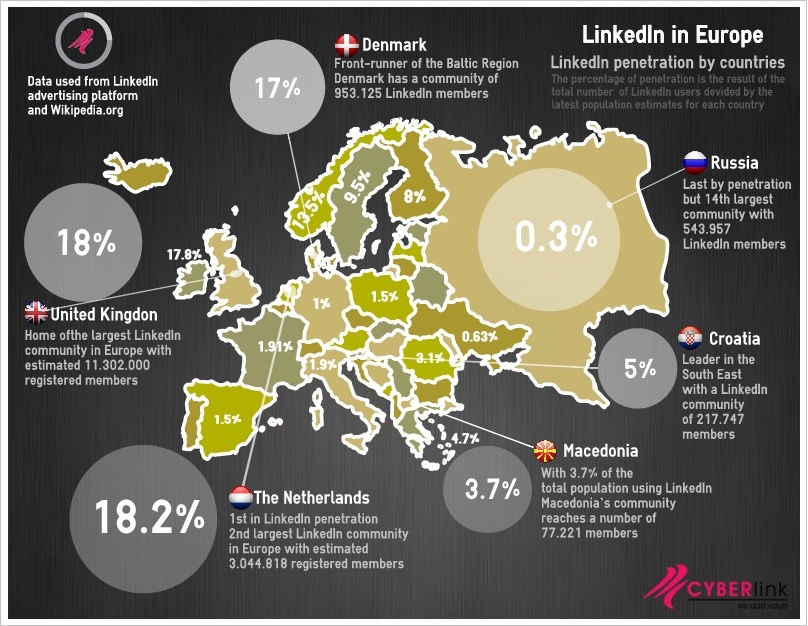 LinkedIn in Europe
LinkedIn penetration by countries
The percentage of penetration is the result of the
total number of LinkedIn users devided by the
latest population estimates for each country
Data used from LinkedIn
advertising platform
and Wikipedia.org
17%
Denmark
Front-runner of the Baltic Region
Denmark has a community of
953.125 LinkedIn members
Russia
Last by penetration
but 14th largest
community with
543.957
LinkedIn members
0.3%
18%
United Kingdon
Home ofthe largest LinkedIn
community in Europe with
estimated 11.302.000
registered members
17.8%
13.5%
9.5%
8%
1%
1.5%
0.63%
1.91%
1.9%
3.1%
1.5%
4.7%
5%
Croatia
Leader in the
South East
with a LinkedIn
community
of 217.747
members
3.7%
Macedonia
With 3.7% of the
total population using LinkedIn
Macedonia's community
reaches a number of
77.221 members
18.2%
The Netherlands
1st in LinkedIn penetration
2nd largest LinkedIn community
in Europe with estimated
3.044.818 registered members
CYBERlink
we add value